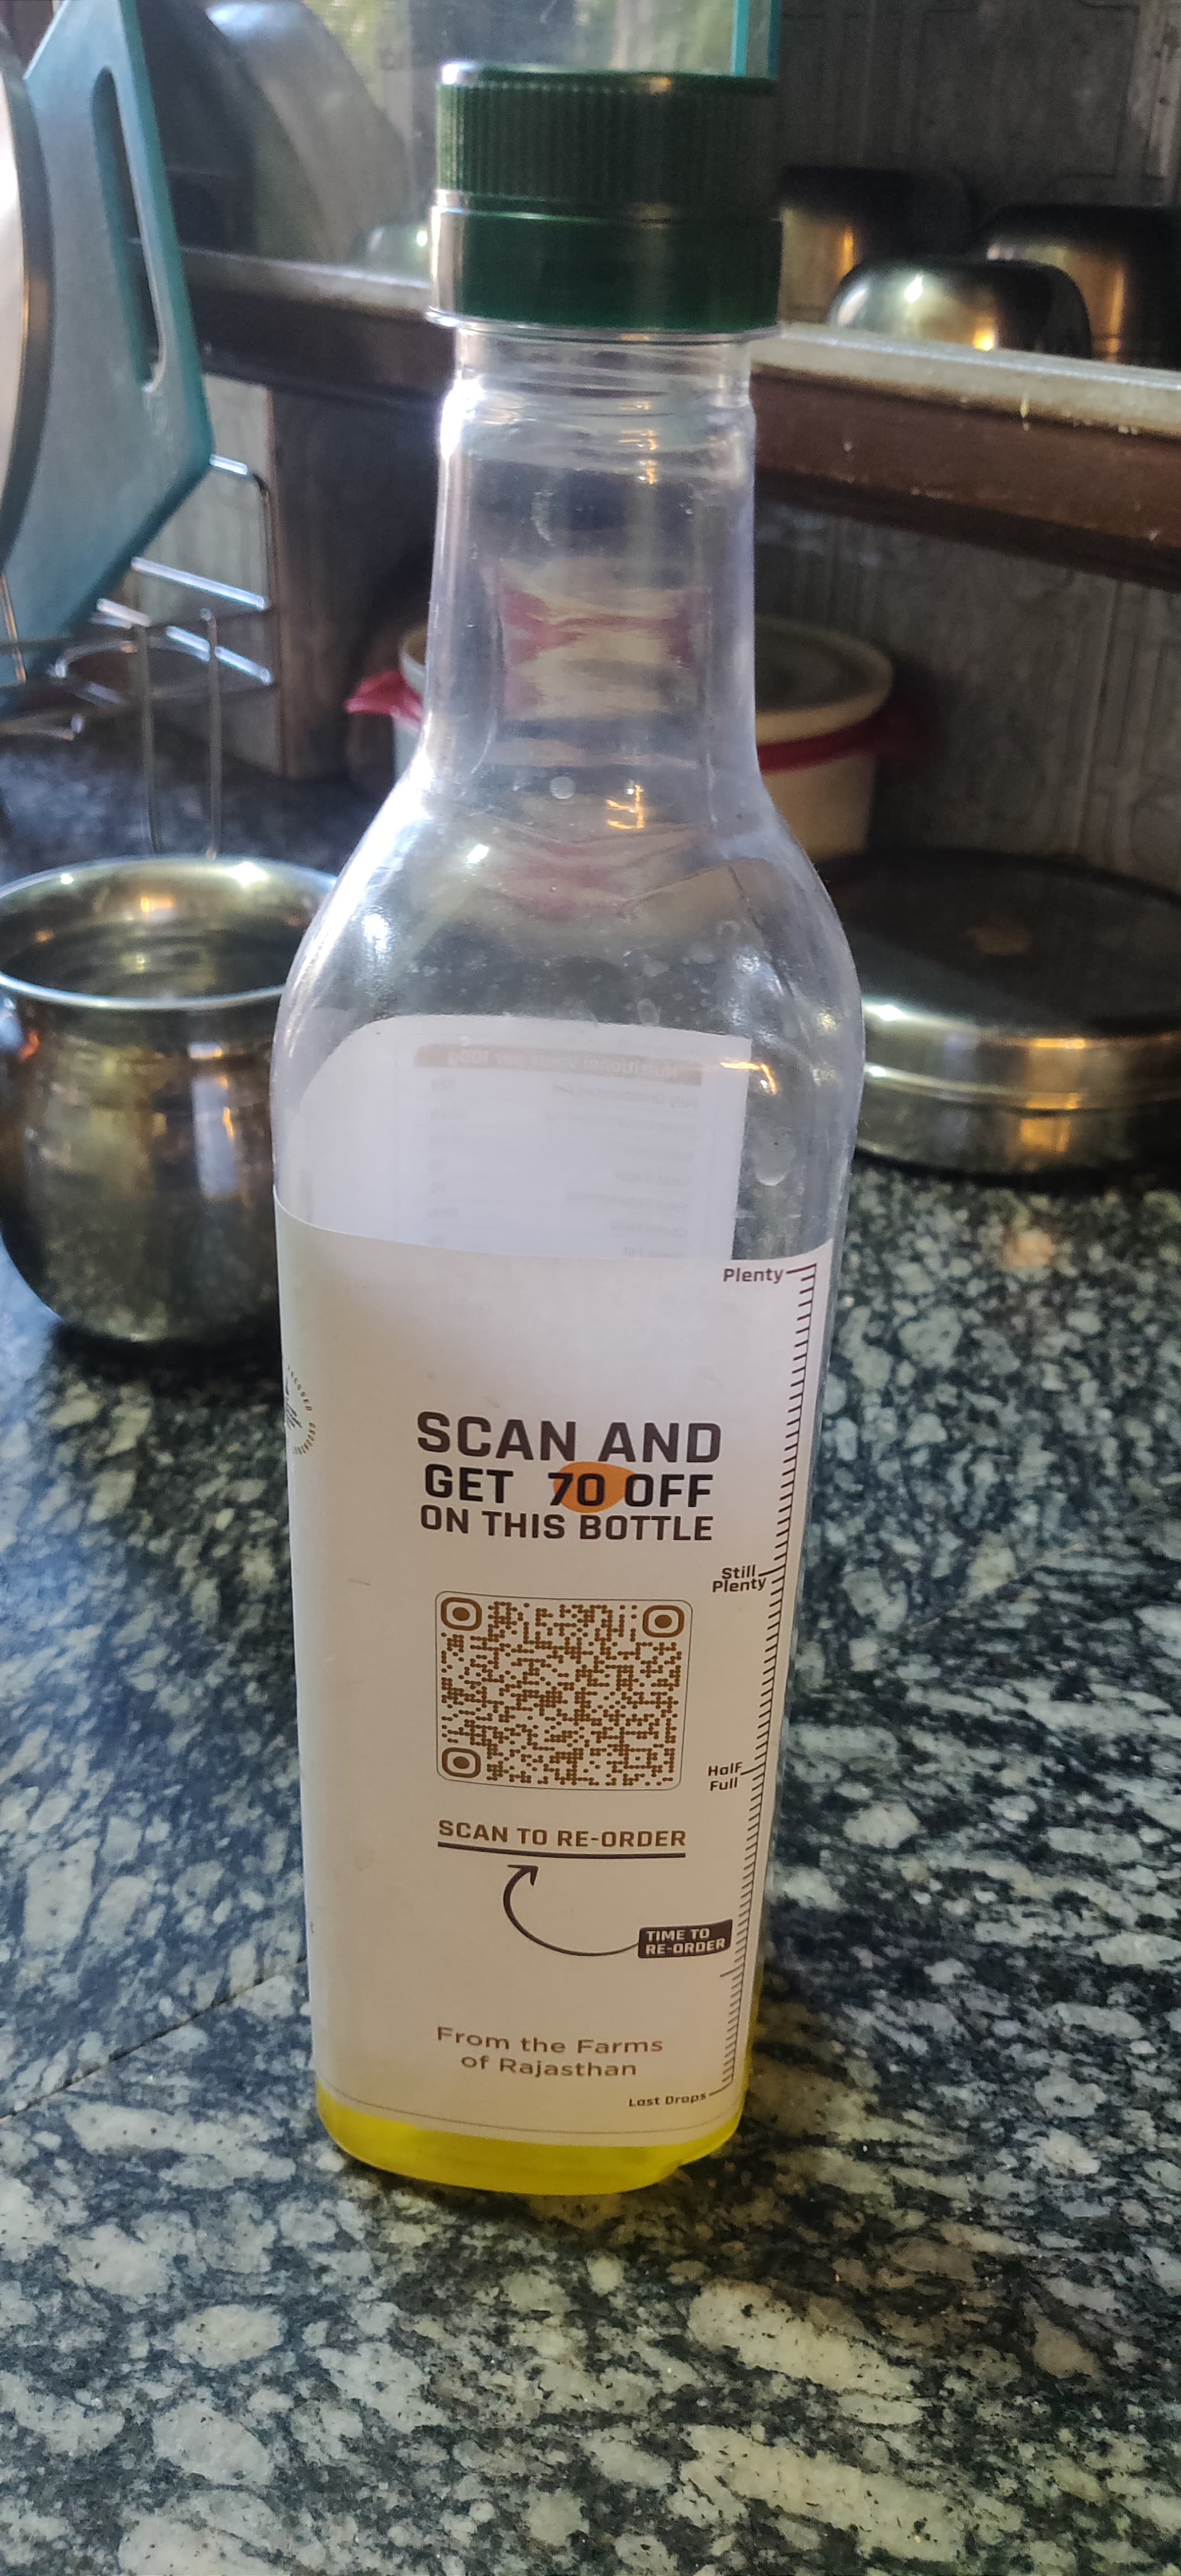 Plenty
SCAN AND
GET 70 OFF
ON THIS BOTTLE
Still
Plenty
Half
Full
SCAN TO RE-ORDER
TIME TO
RE-ORDER
From the Farms
of Rajasthan
Last Drops